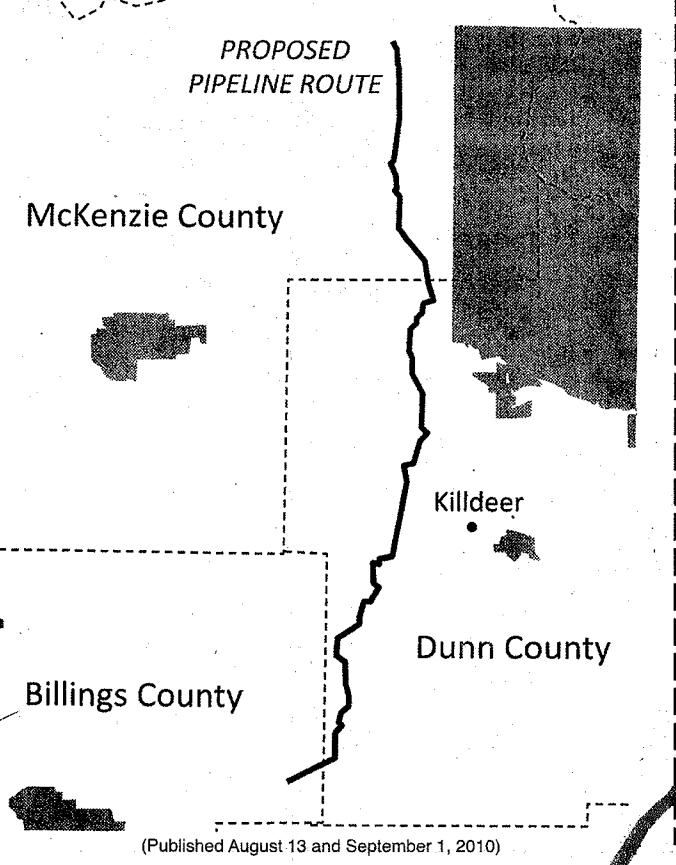 PROPOSED
PIPELINE ROUTE
McKenzie County
Killdeer
Dunn County
Billings County
(Published August 13 and September 1, 2010)